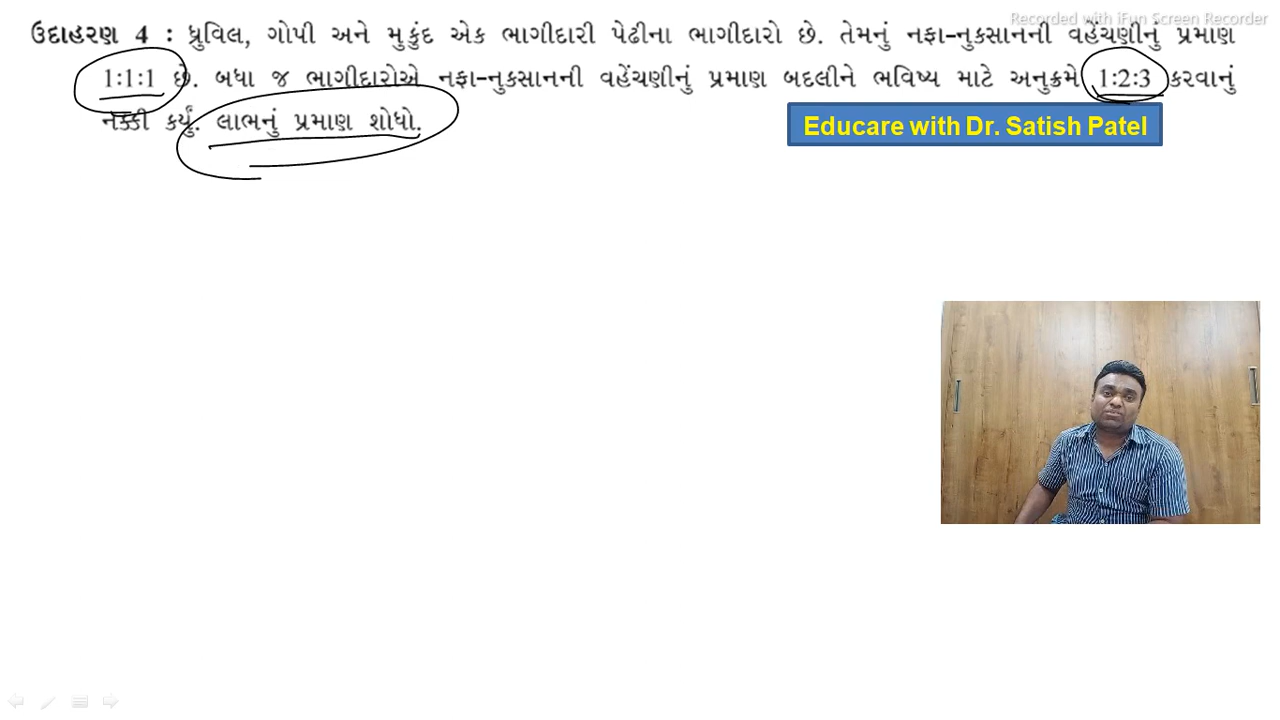 Recorded with iFun Screen Recorder
ઉદાહરણ 4 : ધ્રુવિલ, ગોપી અને મુકુંદ એક ભાગીદારી પેઢીના ભાગીદારો છે. તેમનું નફા-નુકસાનની વહેંચણીનું પ્રમાણ
1:1:1 છે. બધા જ ભાગીદારોએ નફા-નુકસાનની વહેંચણીનું પ્રમાણ બદલીને ભવિષ્ય માટે અનુક્રમે 1:2:3 કરવાનું
નક્કી કર્યું. લાભનું પ્રમાણ શોધો.
Educare with Dr. Satish Patel